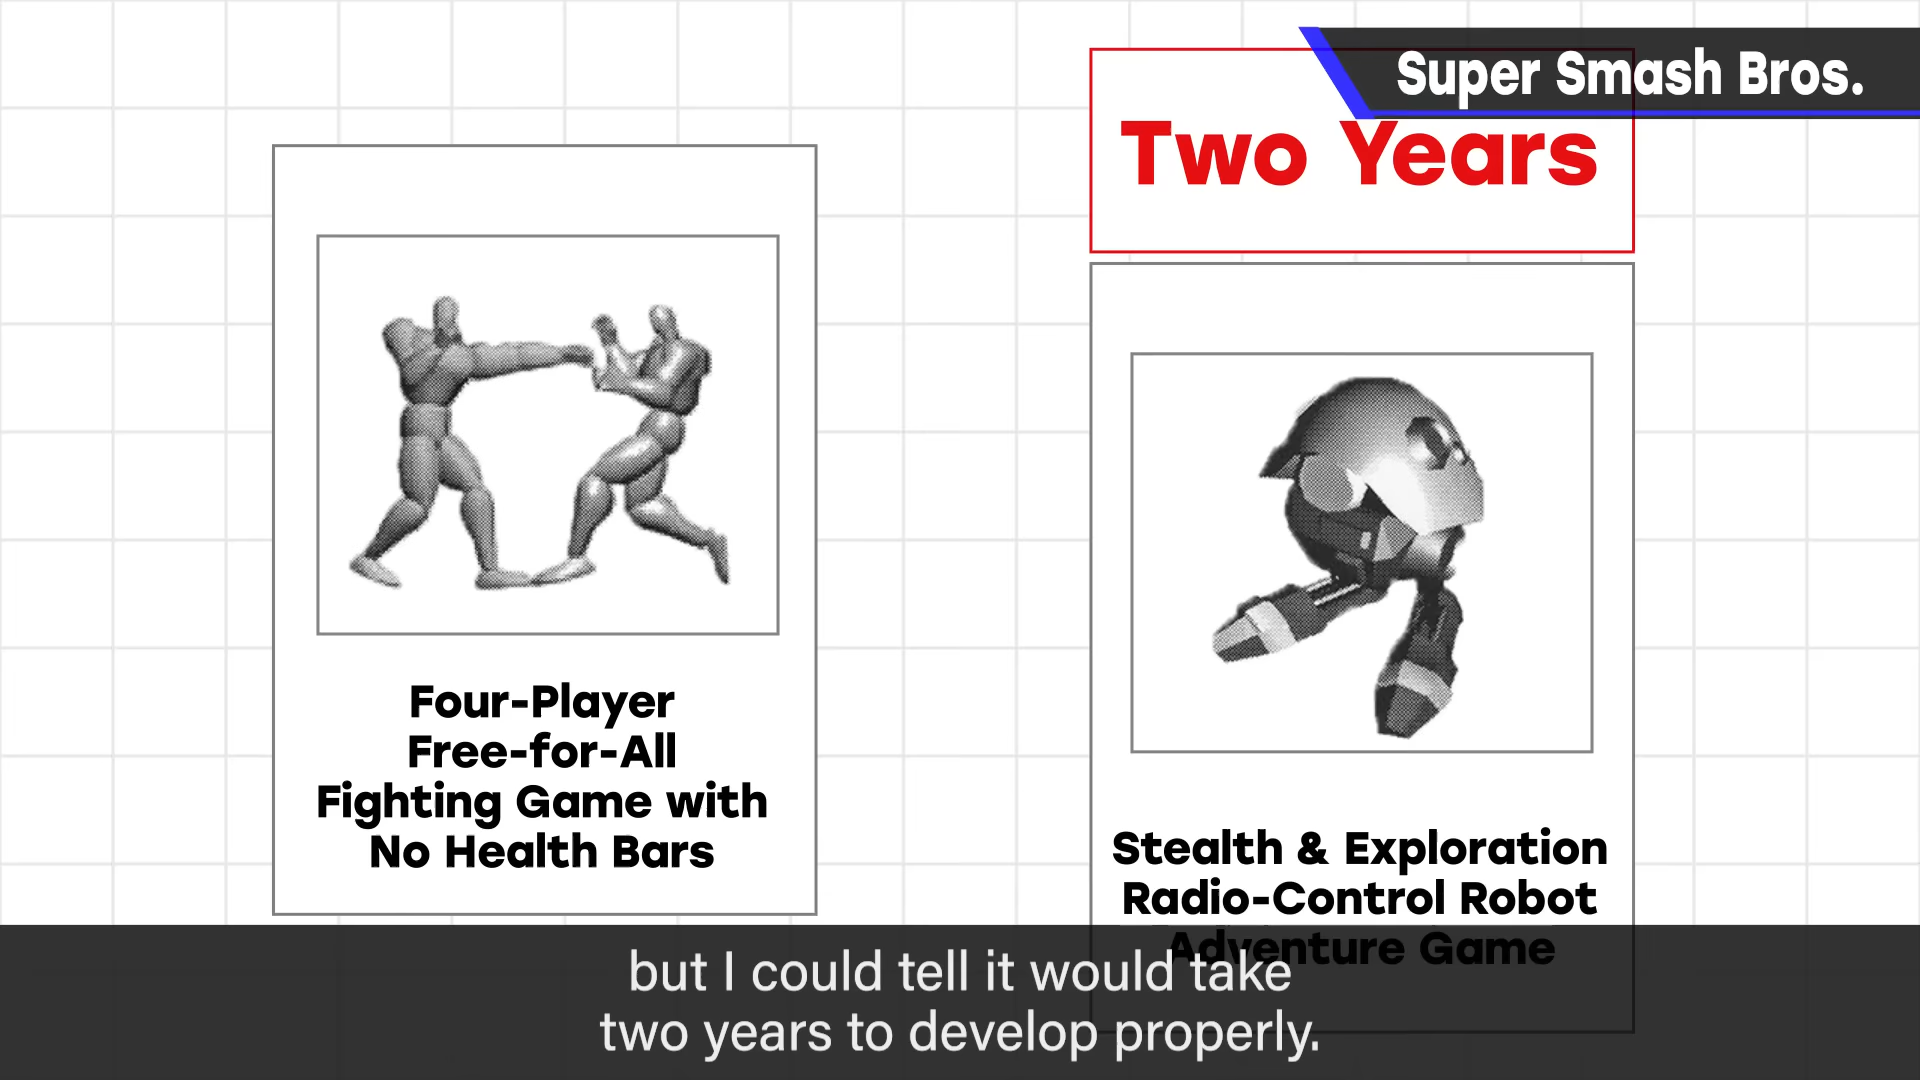 Super Smash Bros.
Two Years
Four-Player
Free-for-All
Fighting Game with
No Health Bars
Stealth & Exploration
Radio-Control Robot
Adventure Game
but I could tell it would take
two years to develop properly.